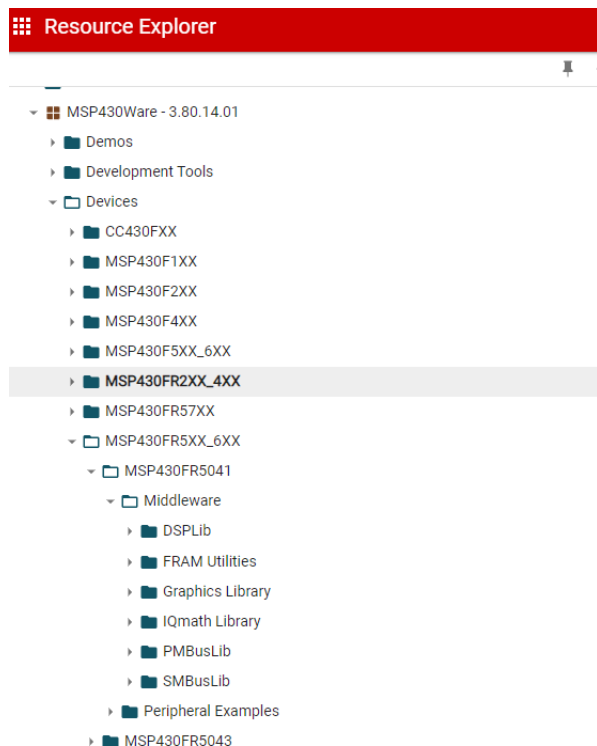 Resource Explorer
MSP430Ware - 3.80.14.01
Demos
Development Tools
Devices
CC430FXX
MSP430F1XX
MSP430F2XX
MSP430F4XX
MSP430F5XX_6XX
MSP430FR2XX_4XX
MSP430FR57XX
MSP430FR5XX_6XX
MSP430FR5041
Middleware
DSPLib
FRAM Utilities
Graphics Library
IQmath Library
PMBusLib
SMBusLib
Peripheral Examples
MSP430FR5043